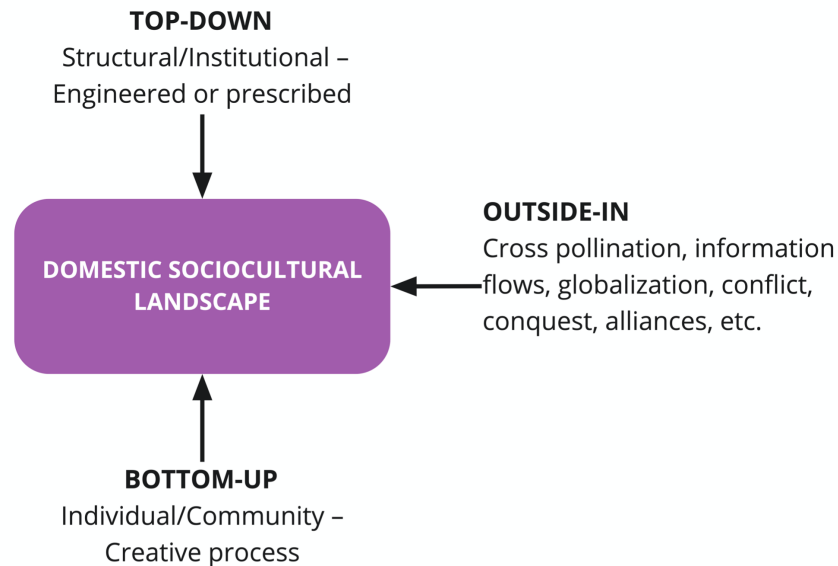 TOP-DOWN
Structural/Institutional –
Engineered or prescribed
DOMESTIC SOCIOCULTURAL
LANDSCAPE
OUTSIDE-IN
Cross pollination, information
flows, globalization, conflict,
conquest, alliances, etc.
BOTTOM-UP
Individual/Community –
Creative process